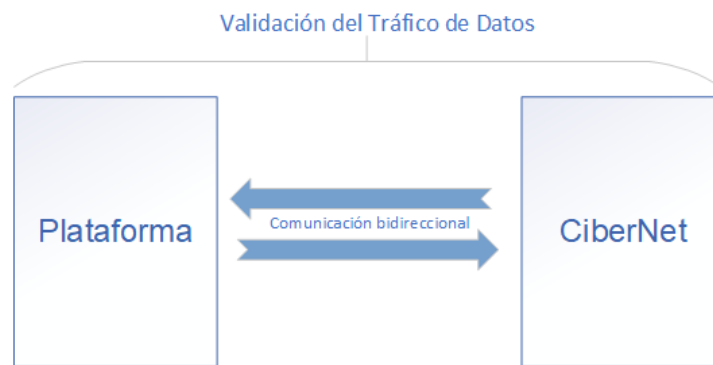 Validación del Tráfico de Datos
Plataforma
Comunicación bidireccional
CiberNet